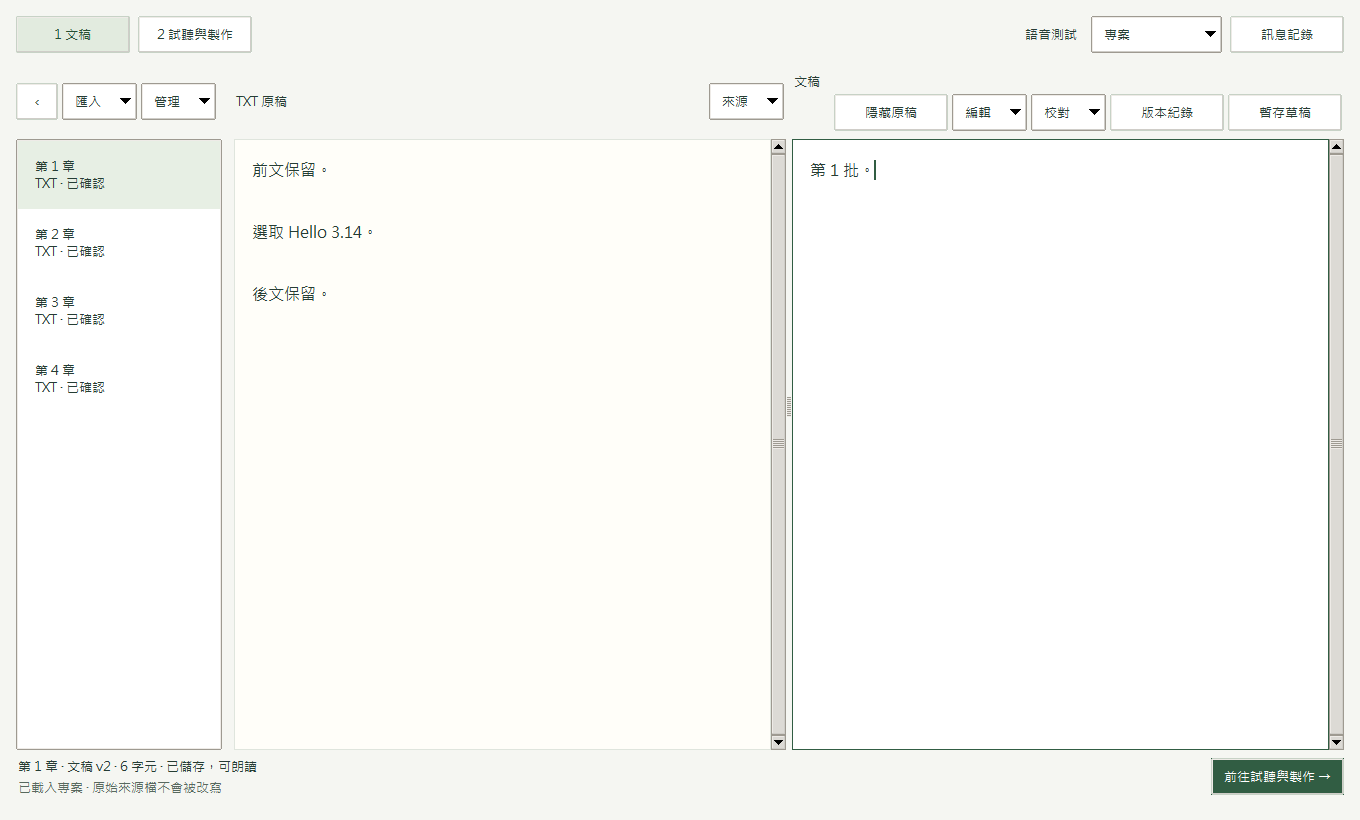 1 文稿
2 試聽與製作
語音測試
專案
訊息記錄
‹
匯入
管理
TXT 原稿
來源
文稿
隱藏原稿
編輯
校對
版本紀錄
暫存草稿
第 1 章
TXT · 已確認
第 2 章
TXT · 已確認
第 3 章
TXT · 已確認
第 4 章
TXT · 已確認
前文保留。
選取 Hello 3.14。
後文保留。
第 1 批。
第 1 章 · 文稿 v2 · 6 字元 · 已儲存，可朗讀
已載入專案 · 原始來源檔不會被改寫
前往試聽與製作 →